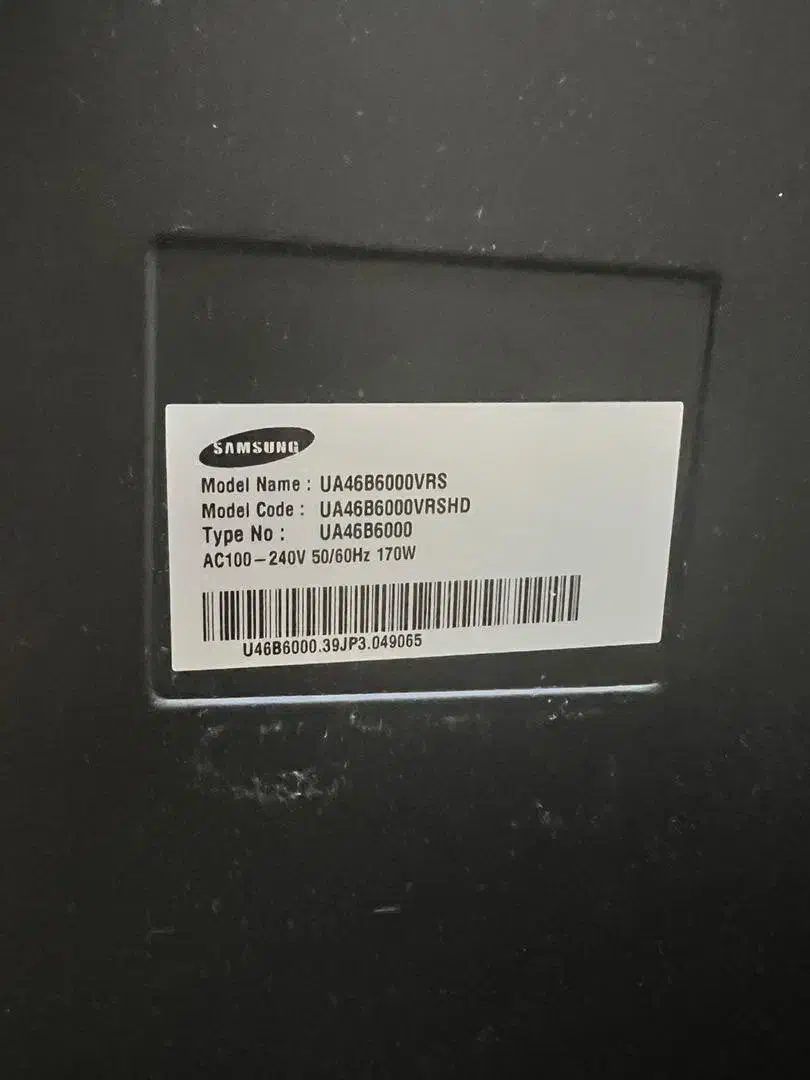 SAMSUNG
Model Name : UA46B6000VRS
Model Code : UA46B6000VRSHD
Type No : UA46B6000
AC100-240V 50/60Hz 170W
U46B6000.39JP3.049065